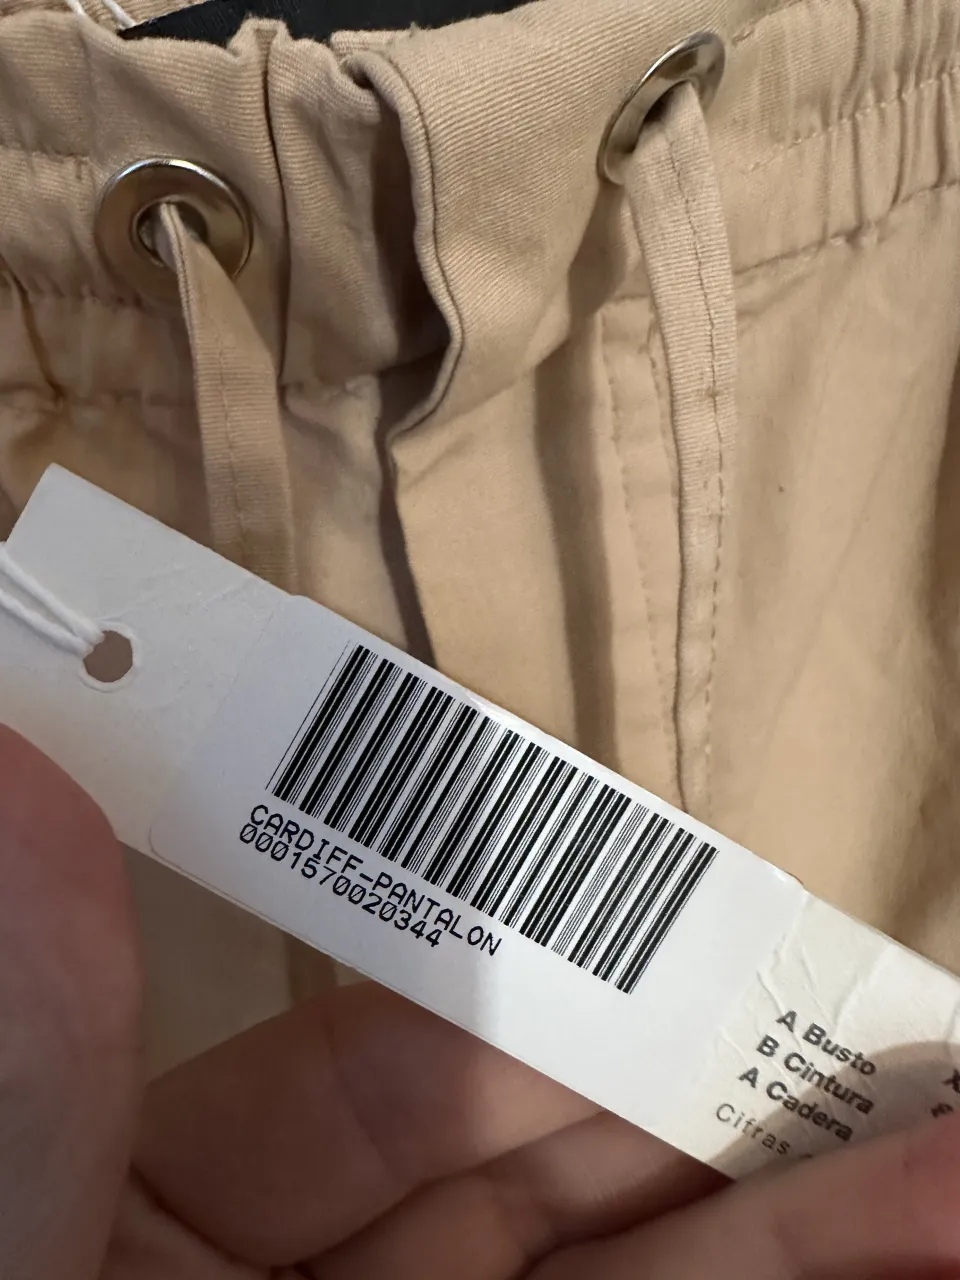 CARDIFF-PANTALON
0001570020344
A Busto
B Cintura
A Cadera
Cifras